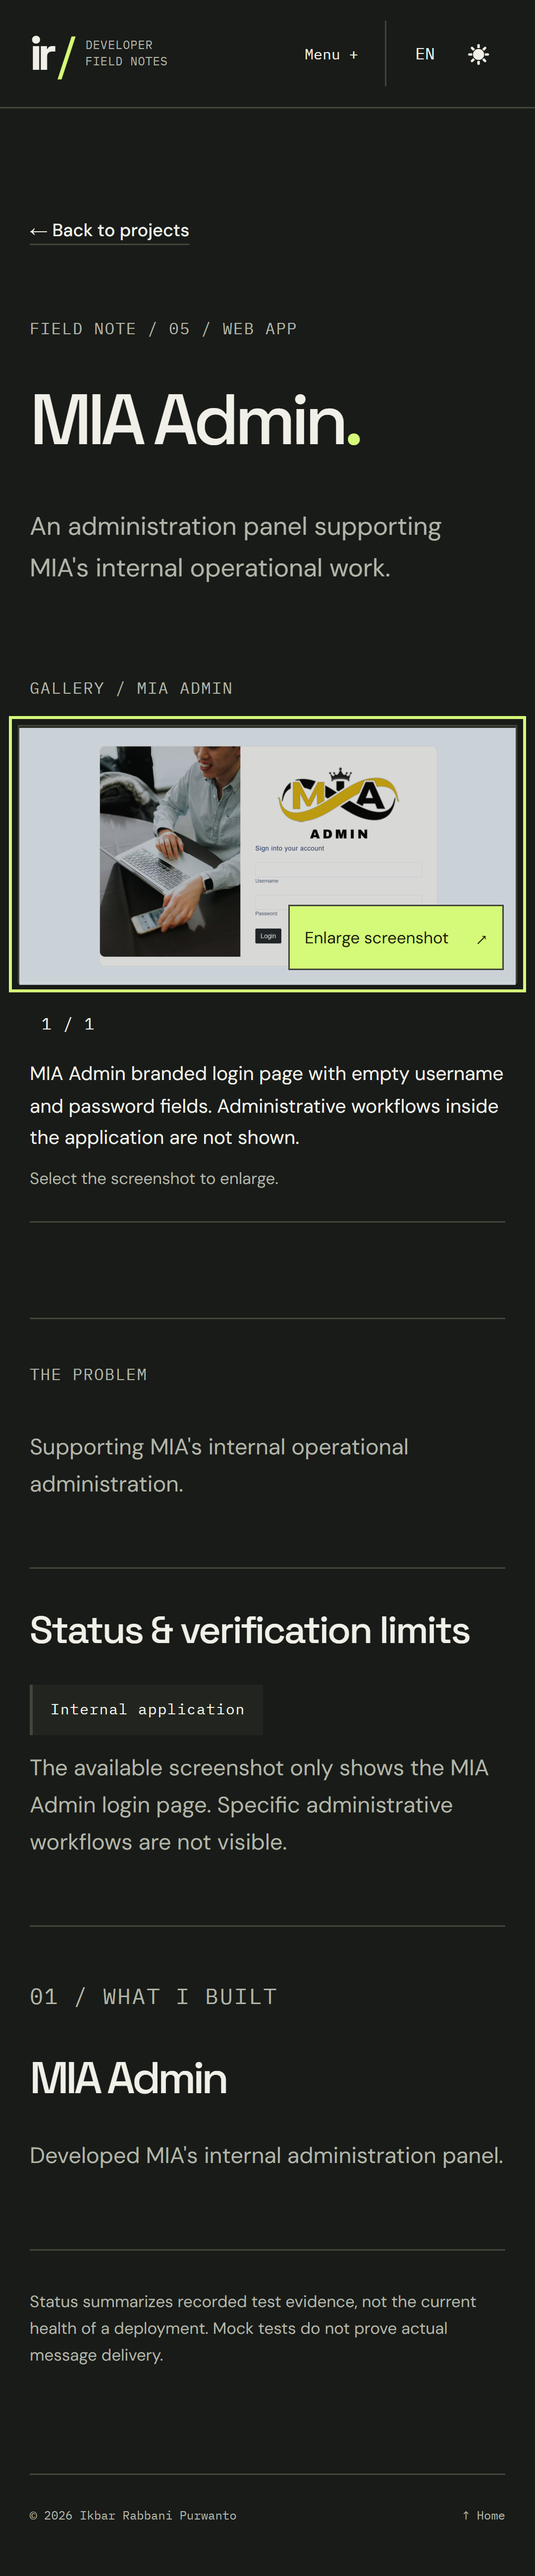 ir/
DEVELOPER
FIELD NOTES
Menu +
EN
← Back to projects
FIELD NOTE / 05 / WEB APP
MIA Admin.
An administration panel supporting
MIA's internal operational work.
GALLERY / MIA ADMIN
MIA
ADMIN
Sign into your account
Username
Password
Login
Enlarge screenshot ↗
1 / 1
MIA Admin branded login page with empty username
and password fields. Administrative workflows inside
the application are not shown.
Select the screenshot to enlarge.
THE PROBLEM
Supporting MIA's internal operational
administration.
Status & verification limits
Internal application
The available screenshot only shows the MIA
Admin login page. Specific administrative
workflows are not visible.
01 / WHAT I BUILT
MIA Admin
Developed MIA's internal administration panel.
Status summarizes recorded test evidence, not the current
health of a deployment. Mock tests do not prove actual
message delivery.
© 2026 Ikbar Rabbani Purwanto
↑ Home